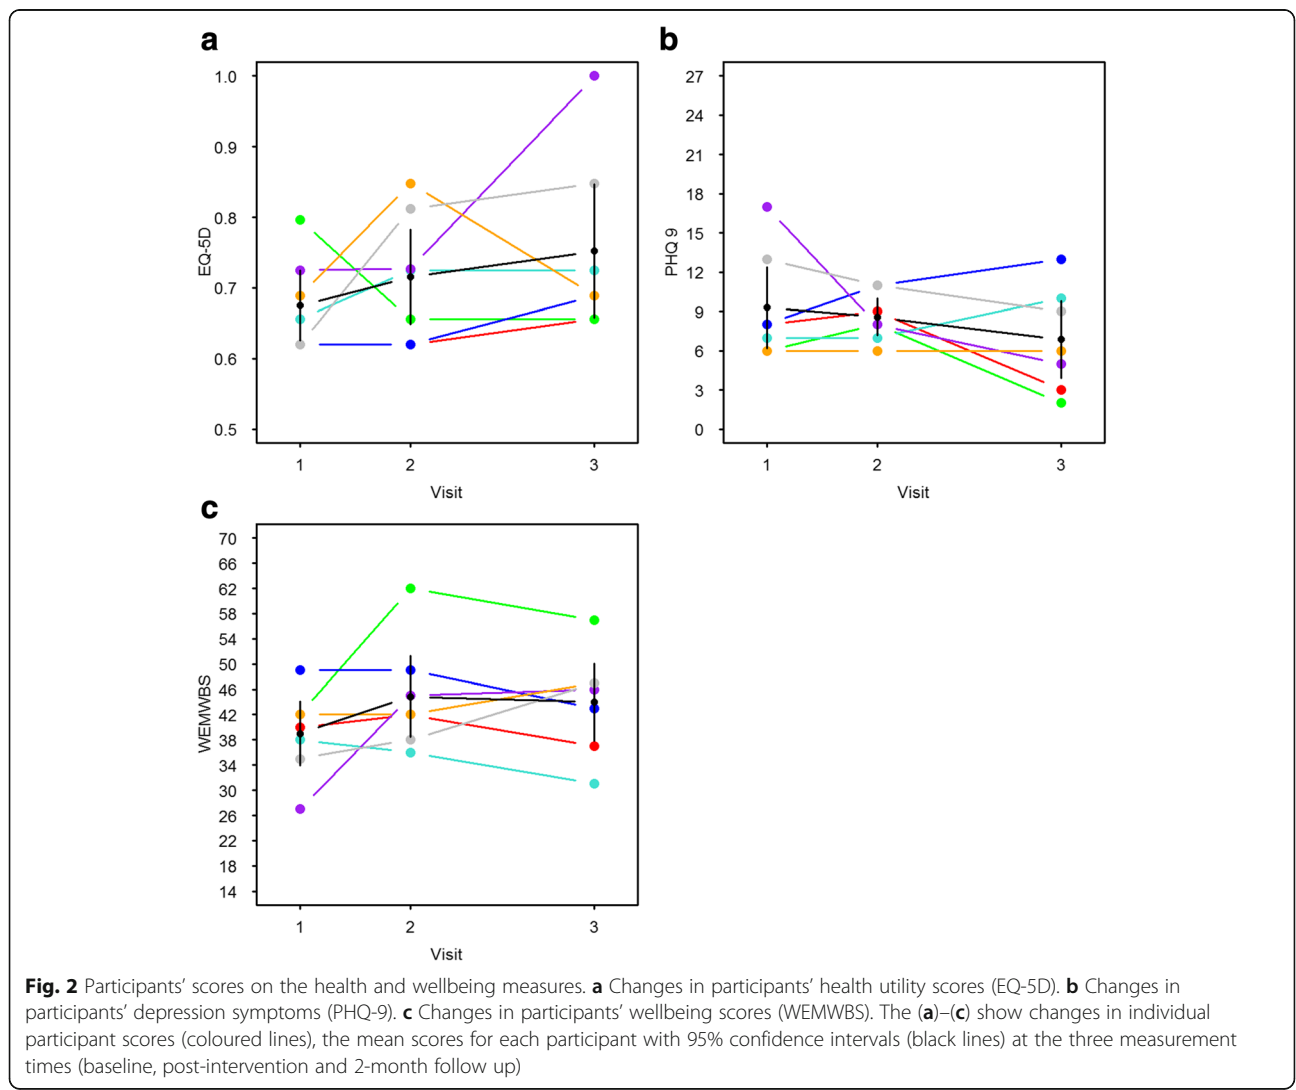 a
1.0
0.9
0.8
0.7
0.6
0.5
EQ-5D
1 2 3
Visit
b
27
24
21
18
15
12
9
6
3
0
PHQ 9
1 2 3
Visit
c
70
66
62
58
54
50
46
42
38
34
30
26
22
18
14
WEMWBS
1 2 3
Visit
Fig. 2 Participants’ scores on the health and wellbeing measures. a Changes in participants’ health utility scores (EQ-5D). b Changes in
participants’ depression symptoms (PHQ-9). c Changes in participants’ wellbeing scores (WEMWBS). The (a)–(c) show changes in individual
participant scores (coloured lines), the mean scores for each participant with 95% confidence intervals (black lines) at the three measurement
times (baseline, post-intervention and 2-month follow up)